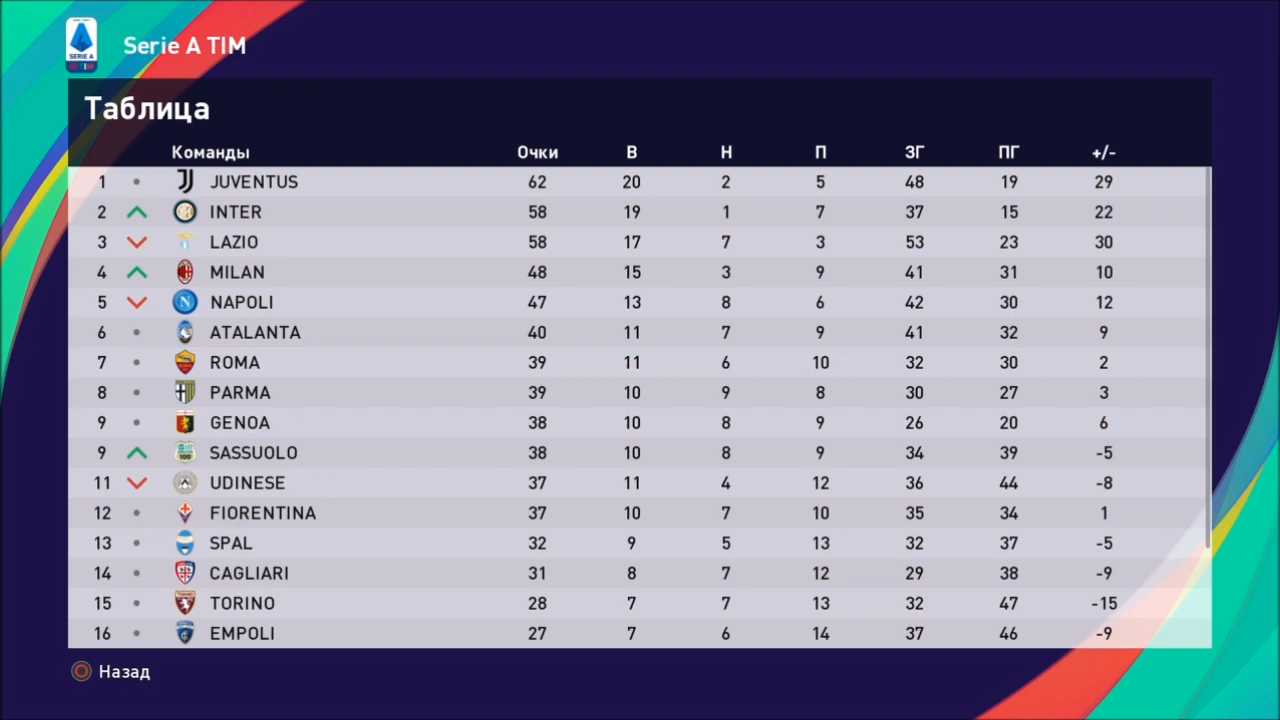 SERIE A
TIM
Serie A TIM
Таблица
Команды Очки В Н П ЗГ ПГ +/-
1 JUVENTUS 62 20 2 5 48 19 29
2 INTER 58 19 1 7 37 15 22
3 LAZIO 58 17 7 3 53 23 30
4 MILAN 48 15 3 9 41 31 10
5 N NAPOLI 47 13 8 6 42 30 12
6 ATALANTA 40 11 7 9 41 32 9
7 ROMA 39 11 6 10 32 30 2
8 PARMA 39 10 9 8 30 27 3
9 GENOA 38 10 8 9 26 20 6
9 SASSUOLO 38 10 8 9 34 39 -5
11 UDINESE 37 11 4 12 36 44 -8
12 FIORENTINA 37 10 7 10 35 34 1
13 SPAL 32 9 5 13 32 37 -5
14 CAGLIARI 31 8 7 12 29 38 -9
15 TORINO 28 7 7 13 32 47 -15
16 EMPOLI 27 7 6 14 37 46 -9
Назад